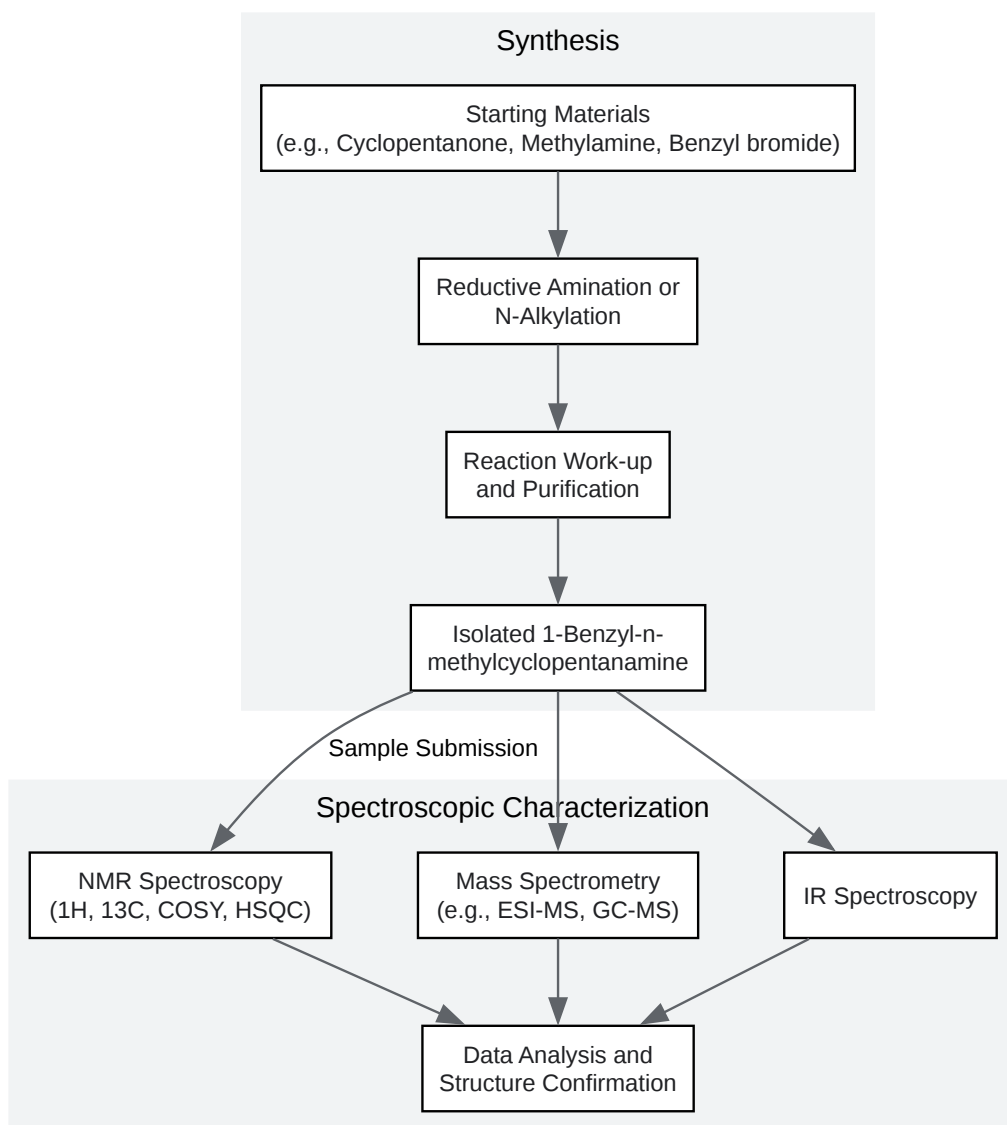 Synthesis
Starting Materials
(e.g., Cyclopentanone, Methylamine, Benzyl bromide)
Reductive Amination or
N-Alkylation
Reaction Work-up
and Purification
Isolated 1-Benzyl-n-
methylcyclopentanamine
Sample Submission
Spectroscopic Characterization
NMR Spectroscopy
(1H, 13C, COSY, HSQC)
Mass Spectrometry
(e.g., ESI-MS, GC-MS)
IR Spectroscopy
Data Analysis and
Structure Confirmation